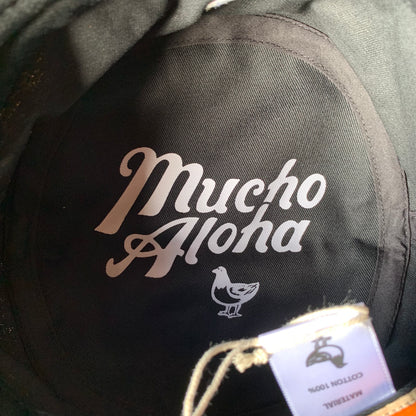 Mucho
Aloha
COTTON 100%
MATERIAL